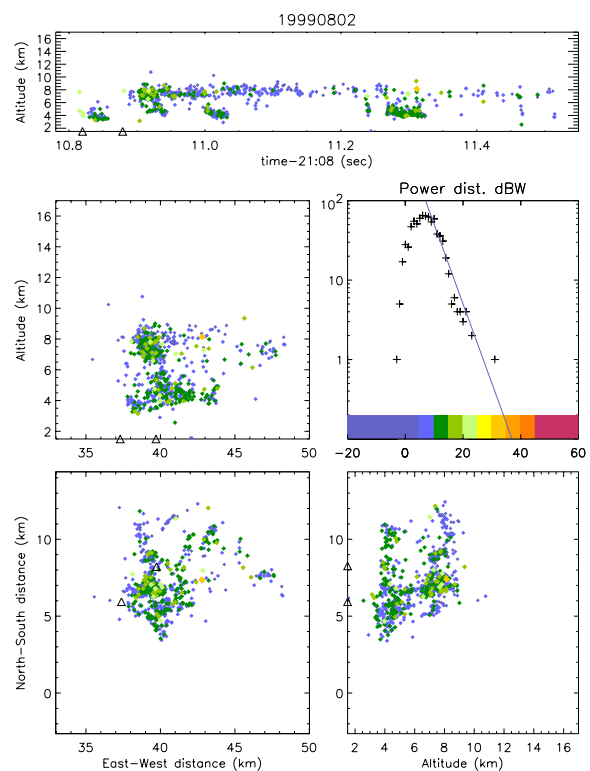 19990802
Altitude (km)
16
14
12
10
8
6
4
2
10.8 11.0 11.2 11.4
time-21:08 (sec)
Power dist. dBW
Altitude (km)
16
14
12
10
8
6
4
2
35 40 45 50
100
10
1
-20 0 20 40 60
North-South distance (km)
10
5
0
35 40 45 50
East-West distance (km)
10
5
0
2 4 6 8 10 12 14 16
Altitude (km)